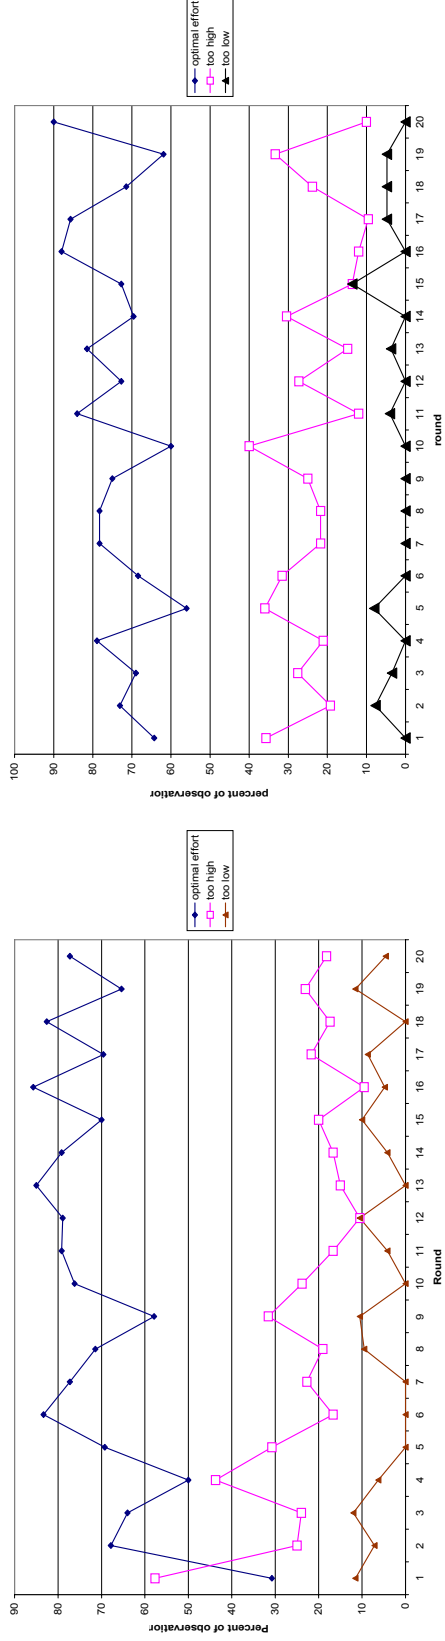 Percent of observatior
90
80
70
60
50
40
30
20
10
0
1 2 3 4 5 6 7 8 9 10 11 12 13 14 15 16 17 18 19 20
Round
optimal effort
too high
too low
percent of observatior
100
90
80
70
60
50
40
30
20
10
0
1 2 3 4 5 6 7 8 9 10 11 12 13 14 15 16 17 18 19 20
round
optimal effort
too high
too low